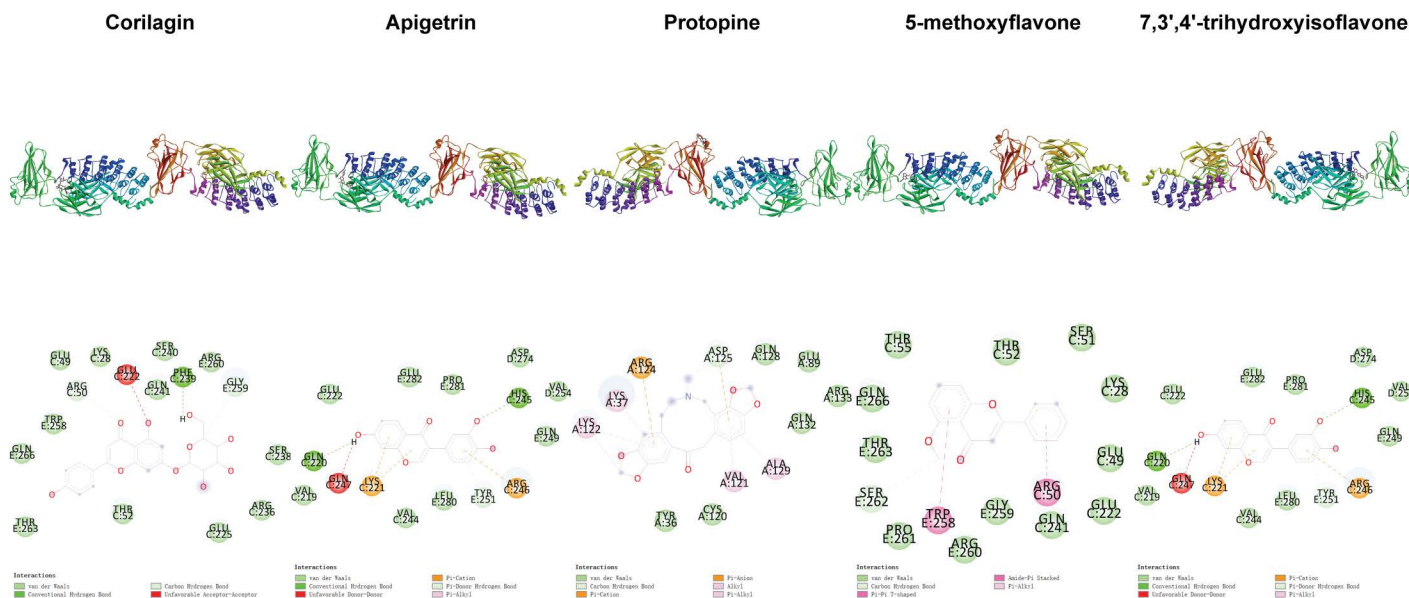 Corilagin
Apigetrin
Protopine
5-methoxyflavone
7,3',4'-trihydroxyisoflavone
GLU C:49
LYS C:28
SER C:240
ARG E:260
GLU C:222
PHE C:239
GLN C:241
GLY E:259
ARG C:50
TRP E:258
GLN E:266
THR E:263
THR C:52
ARG C:236
GLU C:225
O
H
Interactions
van der Waals
Conventional Hydrogen Bond
Carbon Hydrogen Bond
Unfavorable Acceptor-Acceptor
ASP D:274
GLU E:282
PRO E:281
GLU C:222
HIS C:245
VAL D:254
GLN E:249
SER C:238
GLN C:220
VAL C:219
GLN C:247
LYS C:221
LEU E:280
TYR E:251
ARG C:246
VAL C:244
O
H
Interactions
van der Waals
Conventional Hydrogen Bond
Unfavorable Donor-Donor
Pi-Cation
Pi-Donor Hydrogen Bond
Pi-Alkyl
ARG A:124
ASP A:125
GLN A:128
GLU A:89
LYS A:37
ARG A:133
LYS A:122
GLN A:132
ALA A:129
VAL A:121
TYR A:36
CYS A:120
N
O
Interactions
van der Waals
Carbon Hydrogen Bond
Pi-Cation
Pi-Anion
Alkyl
Pi-Alkyl
THR C:55
THR C:52
SER C:51
LYS C:28
GLN E:266
THR E:263
GLU C:49
SER E:262
ARG C:50
TRP E:258
GLY E:259
GLN C:241
GLU C:222
PRO E:261
ARG E:260
O
Interactions
van der Waals
Carbon Hydrogen Bond
Pi-Pi T-shaped
Amide-Pi Stacked
Pi-Alkyl
ASP D:274
GLU E:282
PRO E:281
GLU C:222
HIS C:245
GLN E:249
GLN C:220
VAL C:219
GLN C:247
LYS C:221
LEU E:280
TYR E:251
ARG C:246
VAL C:244
O
H
Interactions
van der Waals
Conventional Hydrogen Bond
Unfavorable Donor-Donor
Pi-Cation
Pi-Donor Hydrogen Bond
Pi-Alkyl